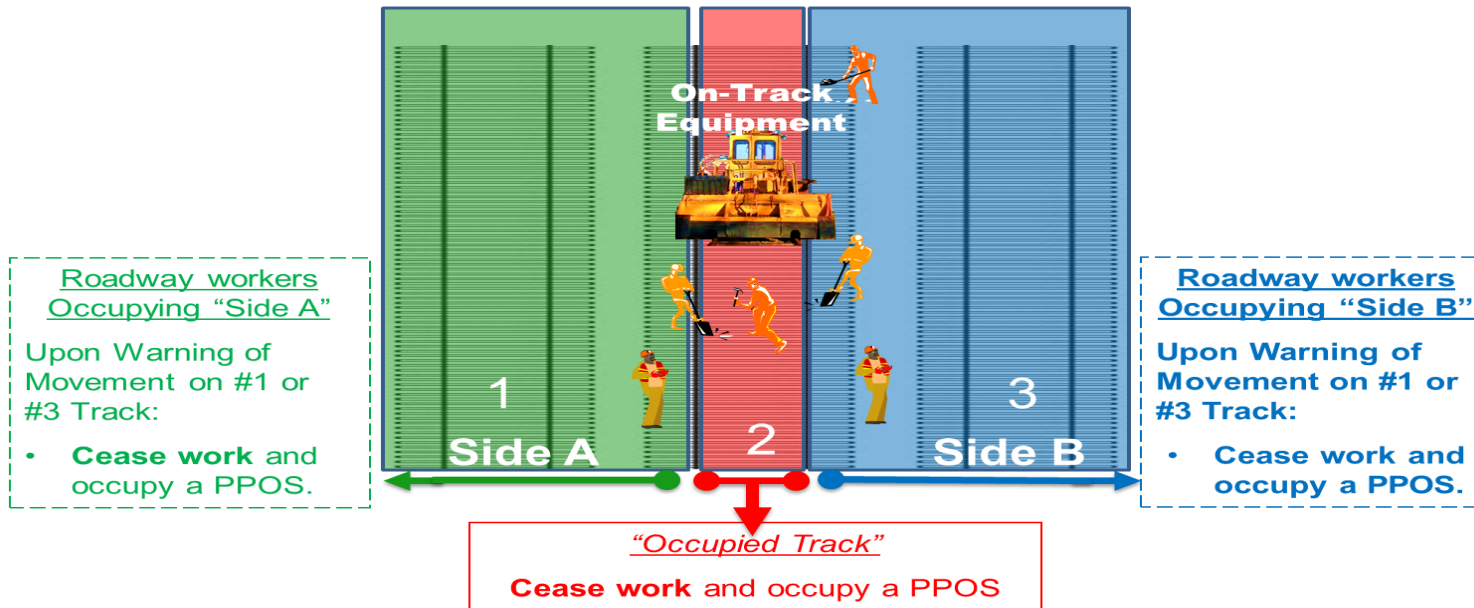 On-Track
Equipment
1
2
3
Side A
Side B
Roadway workers
Occupying “Side A”
Upon Warning of
Movement on #1 or
#3 Track:
• Cease work and
occupy a PPOS.
Roadway workers
Occupying “Side B”
Upon Warning of
Movement on #1 or
#3 Track:
• Cease work and
occupy a PPOS.
“Occupied Track”
Cease work and occupy a PPOS